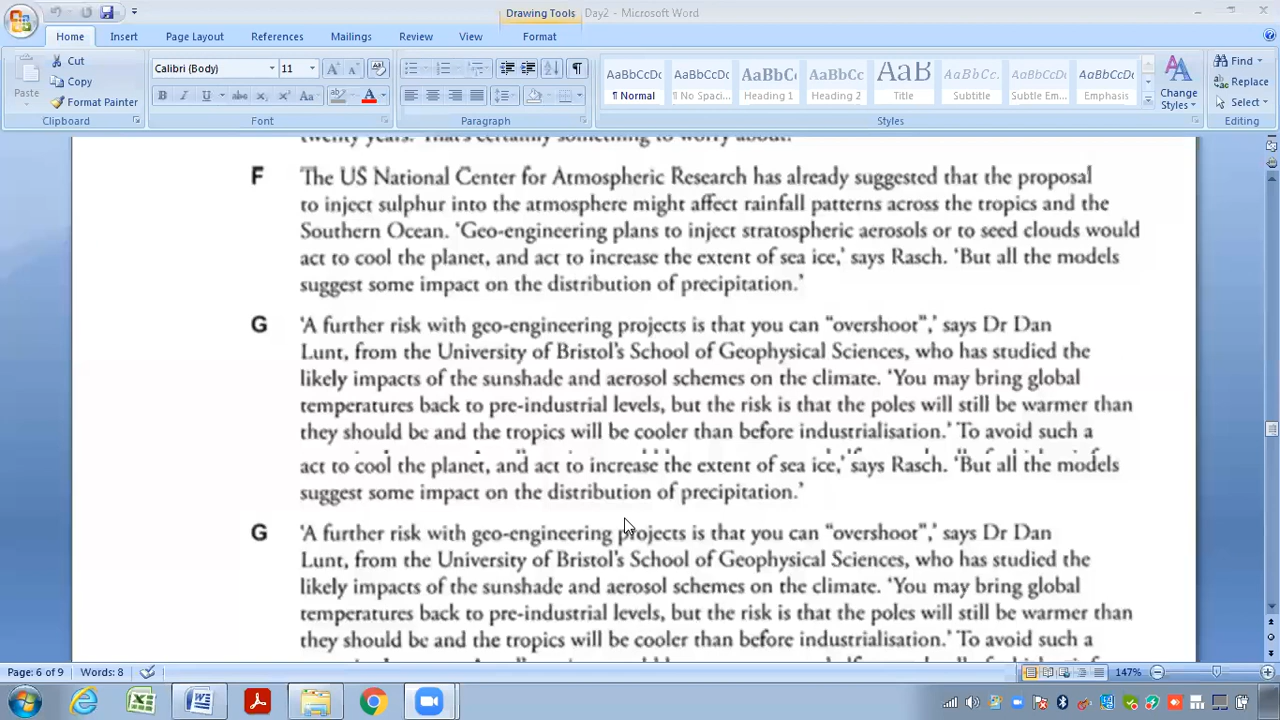 Drawing Tools
Day2 - Microsoft Word
Home
Insert
Page Layout
References
Mailings
Review
View
Format
Paste
Cut
Copy
Format Painter
Clipboard
Calibri (Body)
11
Font
Paragraph
AaBbCcDc
¶ Normal
AaBbCcDc
¶ No Spaci...
AaBbC
Heading 1
AaBbCc
Heading 2
AaB
Title
AaBbCc.
Subtitle
AaBbCcDc
Subtle Em...
AaBbCcDc
Emphasis
Change
Styles
Styles
Find
Replace
Select
Editing
twenty years. That's certainly something to worry about.
F The US National Center for Atmospheric Research has already suggested that the proposal
to inject sulphur into the atmosphere might affect rainfall patterns across the tropics and the
Southern Ocean. 'Geo-engineering plans to inject stratospheric aerosols or to seed clouds would
act to cool the planet, and act to increase the extent of sea ice,' says Rasch. 'But all the models
suggest some impact on the distribution of precipitation.'
G 'A further risk with geo-engineering projects is that you can "overshoot",' says Dr Dan
Lunt, from the University of Bristol's School of Geophysical Sciences, who has studied the
likely impacts of the sunshade and aerosol schemes on the climate. 'You may bring global
temperatures back to pre-industrial levels, but the risk is that the poles will still be warmer than
they should be and the tropics will be cooler than before industrialisation.' To avoid such a
act to cool the planet, and act to increase the extent of sea ice,' says Rasch. 'But all the models
suggest some impact on the distribution of precipitation.'
G 'A further risk with geo-engineering projects is that you can "overshoot",' says Dr Dan
Lunt, from the University of Bristol's School of Geophysical Sciences, who has studied the
likely impacts of the sunshade and aerosol schemes on the climate. 'You may bring global
temperatures back to pre-industrial levels, but the risk is that the poles will still be warmer than
they should be and the tropics will be cooler than before industrialisation.' To avoid such a
Page: 6 of 9
Words: 8
147%